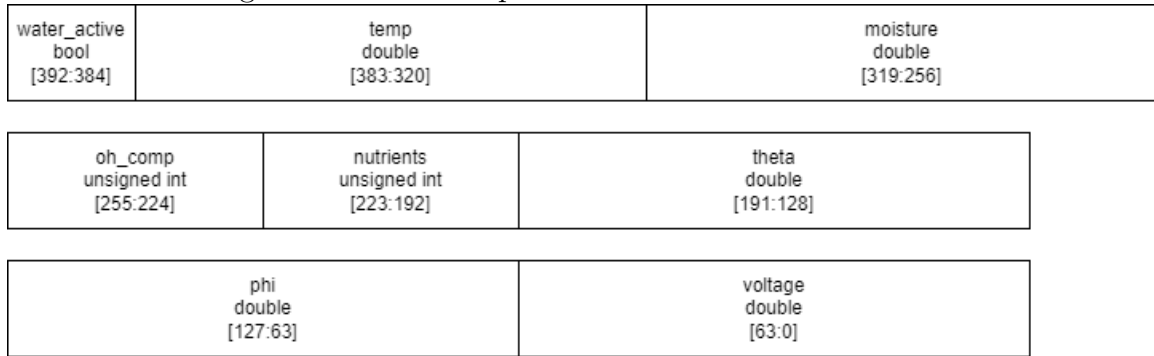 water_active
bool
[392:384]
temp
double
[383:320]
moisture
double
[319:256]
oh_comp
unsigned int
[255:224]
nutrients
unsigned int
[223:192]
theta
double
[191:128]
phi
double
[127:63]
voltage
double
[63:0]